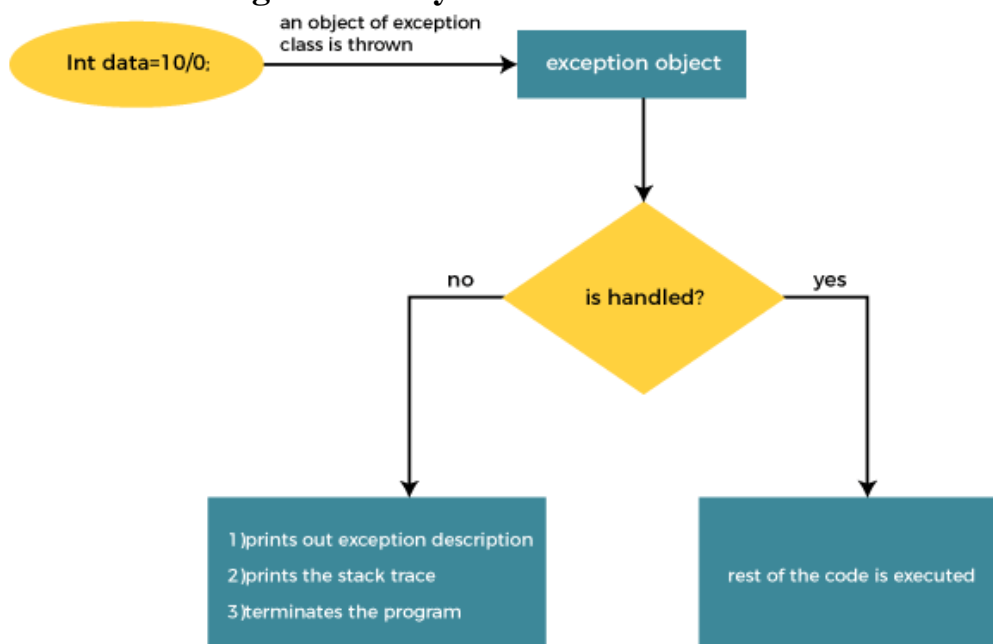 an object of exception
class is thrown
Int data=10/0;
exception object
no
is handled?
yes
1)prints out exception description
2)prints the stack trace
3)terminates the program
rest of the code is executed